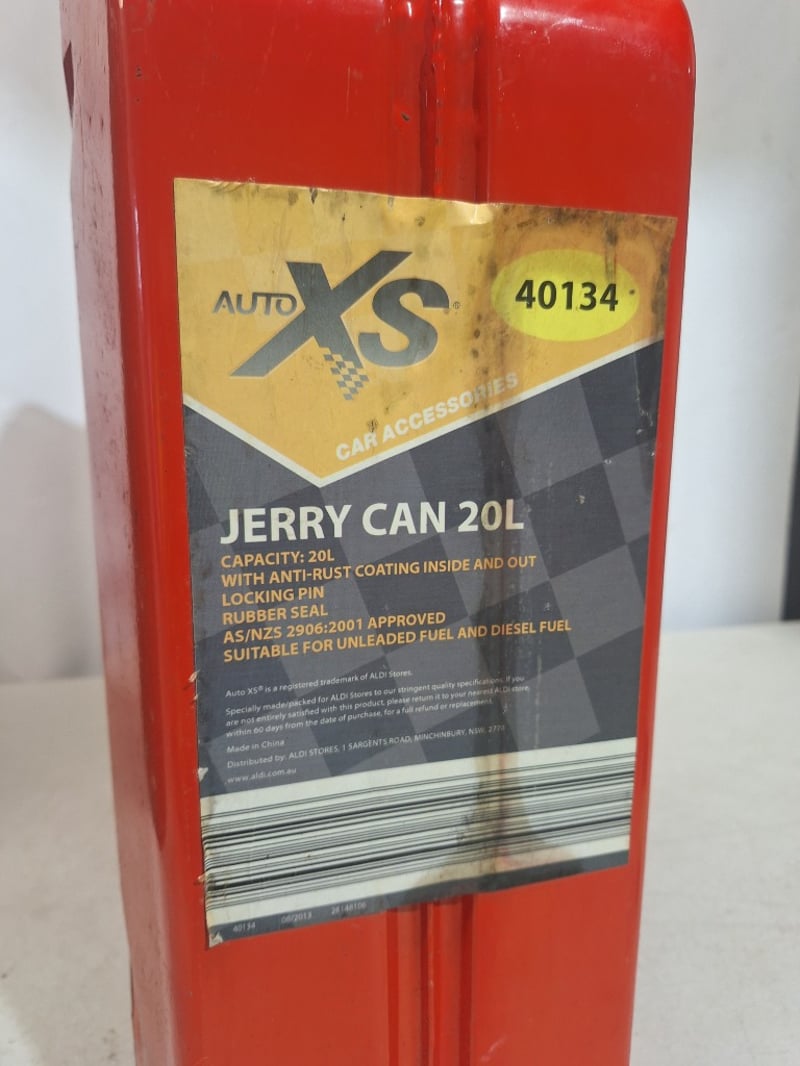 AUTO XS®
40134
CAR ACCESSORIES
JERRY CAN 20L
CAPACITY: 20L
WITH ANTI-RUST COATING INSIDE AND OUT
LOCKING PIN
RUBBER SEAL
AS/NZS 2906:2001 APPROVED
SUITABLE FOR UNLEADED FUEL AND DIESEL FUEL
Auto XS® is a registered trademark of ALDI Stores.
Specially made/packed for ALDI Stores to our stringent quality specifications. If you
are not entirely satisfied with this product, please return it to your nearest ALDI store,
within 60 days from the date of purchase, for a full refund or replacement.
Made in China
Distributed by: ALDI STORES, 1 SARGENTS ROAD, MINCHINBURY, NSW, 2770
www.aldi.com.au
40134 08/2013